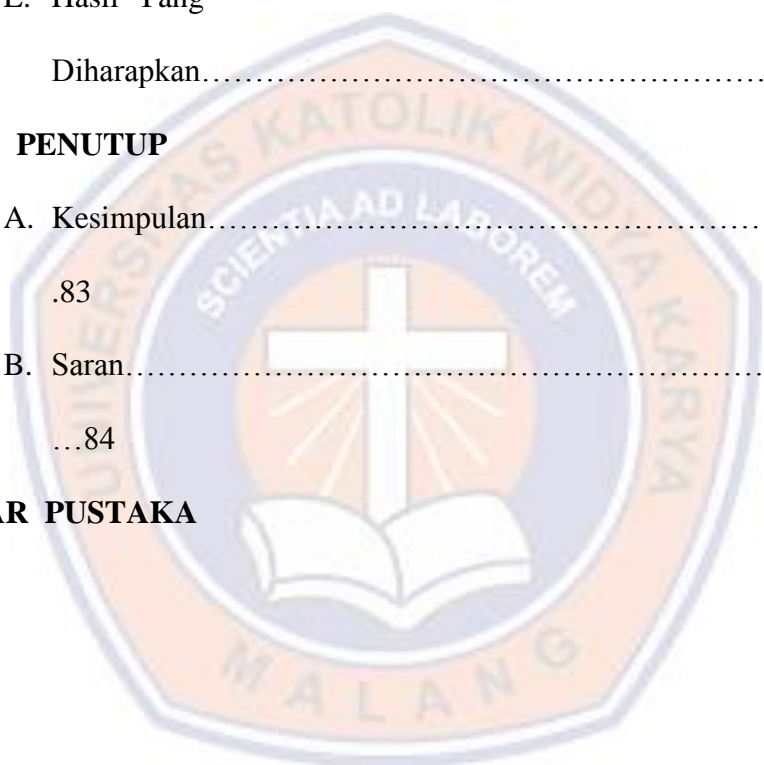 E. Hasil Yang
Diharapkan……………………………………………
PENUTUP
A. Kesimpulan……………………………………………
.83
B. Saran……………………………………………………
…84
AR PUSTAKA
UNIVERSITAS KATOLIK WIDYA KARYA
SCIENTIA AD LABOREM
MALANG